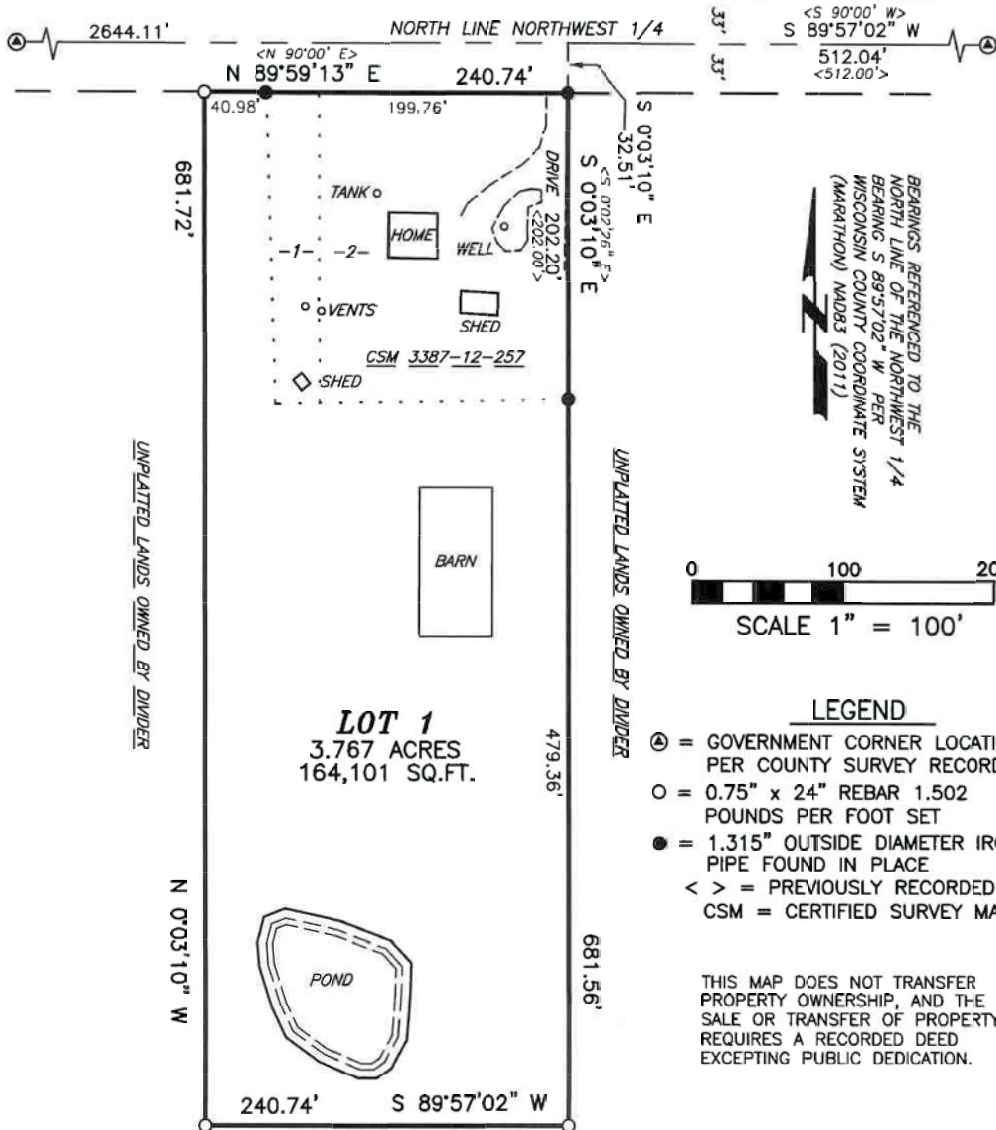 2644.11'
NORTH LINE NORTHWEST 1/4
33'
33'
<S 90°00' W>
S 89°57'02" W
512.04'
<512.00'>
<N 90°00' E>
N 89°59'13" E
240.74'
40.98'
199.76'
S 0°03'10" E
32.51'
681.72'
TANK
HOME
WELL
DRIVE
202.20'
<202.00'>
<S 0°02'26" E>
S 0°03'10" E
-1-
-2-
VENTS
SHED
CSM 3387-12-257
SHED
BEARINGS REFERENCED TO THE
NORTH LINE OF THE NORTHWEST 1/4
BEARING S 89°57'02" W PER
WISCONSIN COUNTY COORDINATE SYSTEM
(MARATHON) NAD83 (2011)
N
UNPLATTED LANDS OWNED BY DIVIDER
UNPLATTED LANDS OWNED BY DIVIDER
BARN
0 100 20
SCALE 1" = 100'
LOT 1
3.767 ACRES
164,101 SQ.FT.
479.36'
LEGEND
= GOVERNMENT CORNER LOCATI
PER COUNTY SURVEY RECORD
= 0.75" x 24" REBAR 1.502
POUNDS PER FOOT SET
= 1.315" OUTSIDE DIAMETER IR
PIPE FOUND IN PLACE
< > = PREVIOUSLY RECORDED
CSM = CERTIFIED SURVEY MA
N 0°03'10" W
681.56'
POND
THIS MAP DOES NOT TRANSFER
PROPERTY OWNERSHIP, AND THE
SALE OR TRANSFER OF PROPERTY
REQUIRES A RECORDED DEED
EXCEPTING PUBLIC DEDICATION.
240.74'
S 89°57'02" W